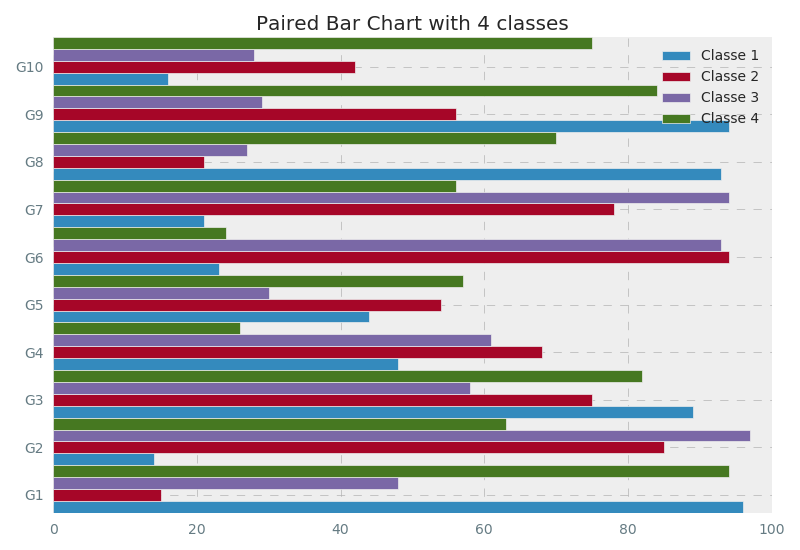 Paired Bar Chart with 4 classes
Classe 1
Classe 2
Classe 3
Classe 4
G10
G9
G8
G7
G6
G5
G4
G3
G2
G1
0 20 40 60 80 100